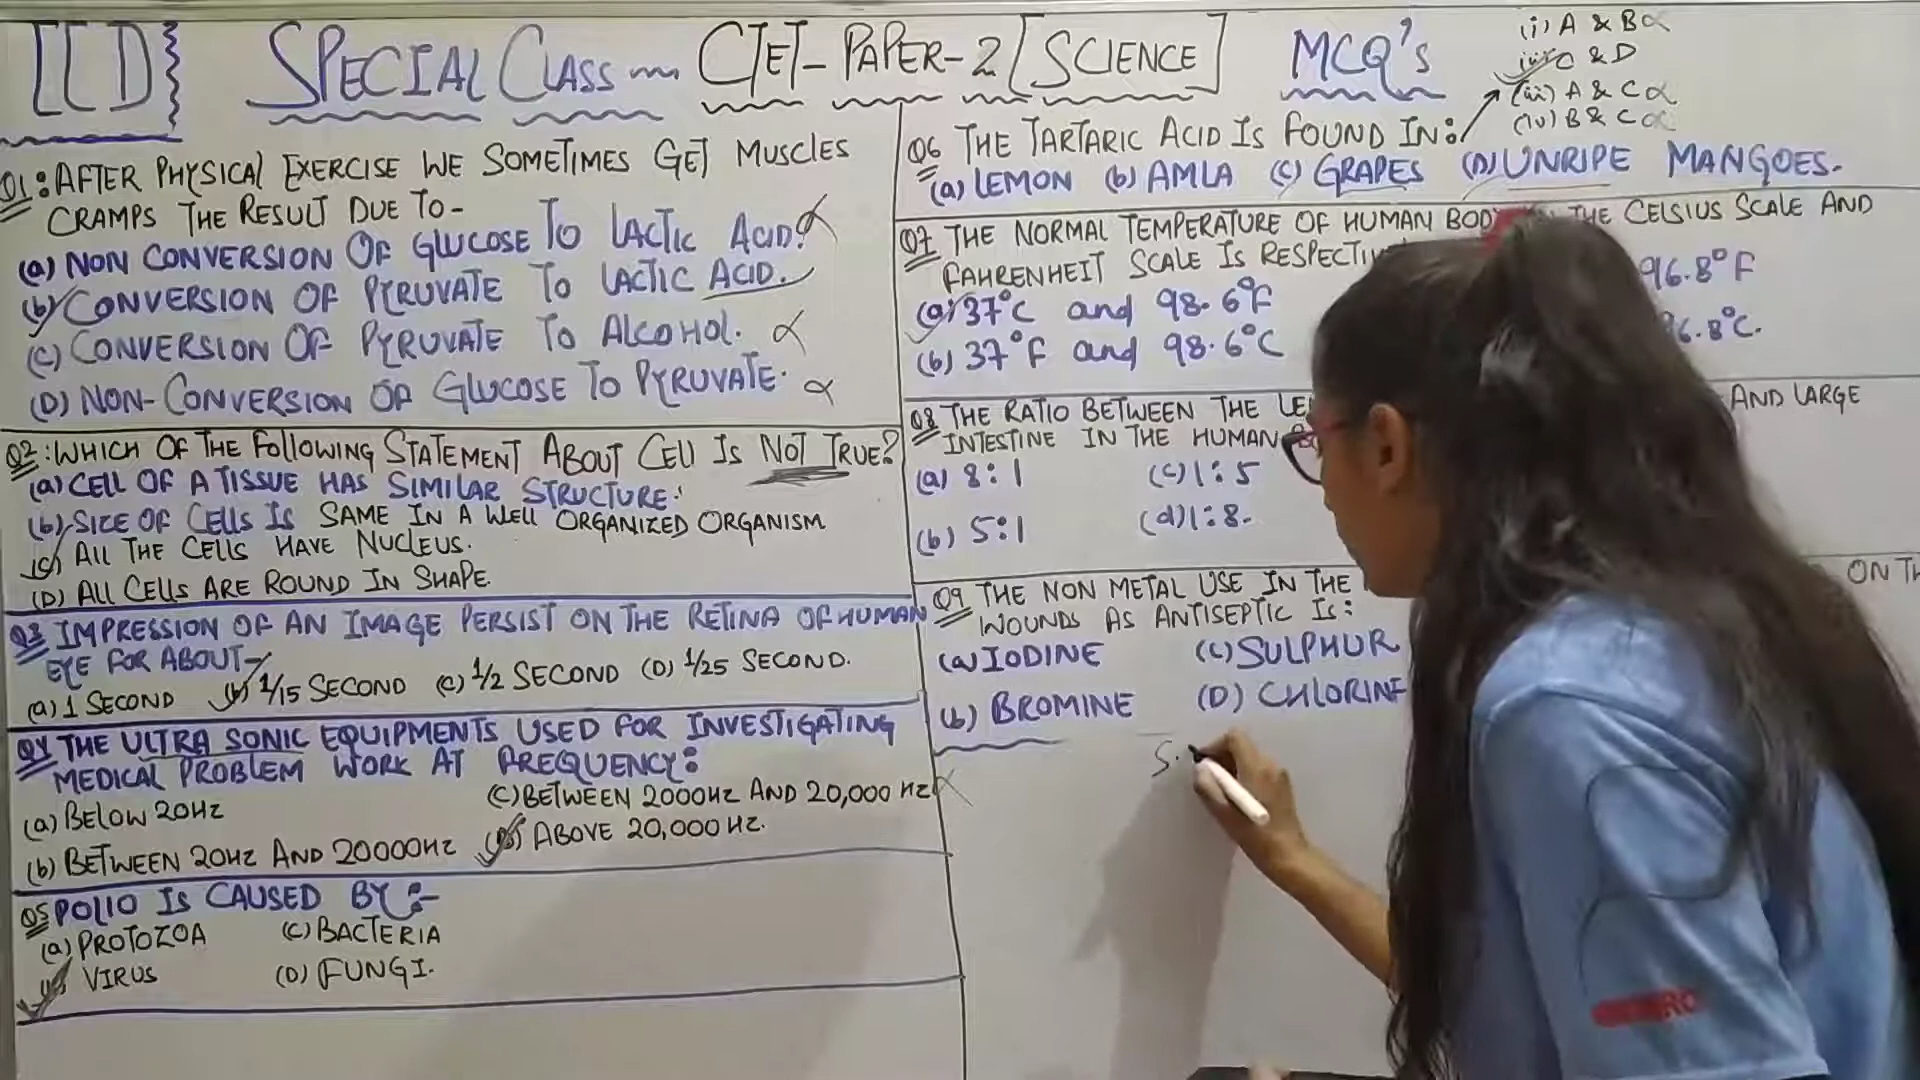 [CD]
SPECIAL CLASS CTET-PAPER-2 [SCIENCE] MCQ'S
Q1: AFTER PHYSICAL EXERCISE WE SOMETIMES GET MUSCLES
CRAMPS THE RESULT DUE TO-
(a) NON CONVERSION OF GLUCOSE TO LACTIC ACID.
(b) CONVERSION OF PYRUVATE TO LACTIC ACID.
(C) CONVERSION OF PYRUVATE TO ALCOHOL.
(D) NON-CONVERSION OF GLUCOSE TO PYRUVATE.
Q2: WHICH OF THE FOLLOWING STATEMENT ABOUT CELL IS NOT TRUE?
(a) CELL OF A TISSUE HAS SIMILAR STRUCTURE.
(b) SIZE OF CELLS IS SAME IN A WELL ORGANIZED ORGANISM
(C) ALL THE CELLS HAVE NUCLEUS.
(D) ALL CELLS ARE ROUND IN SHAPE.
Q3 IMPRESSION OF AN IMAGE PERSIST ON THE RETINA OF HUMAN
EYE FOR ABOUT-
(a) 1 SECOND (b) 1/15 SECOND (C) 1/2 SECOND (D) 1/25 SECOND.
Q4 THE ULTRA SONIC EQUIPMENTS USED FOR INVESTIGATING
MEDICAL PROBLEM WORK AT FREQUENCY:
(a) BELOW 20HZ (C) BETWEEN 2000HZ AND 20,000 HZ
(b) BETWEEN 20HZ AND 20000HZ (D) ABOVE 20,000 HZ.
Q5 POLIO IS CAUSED BY:-
(a) PROTOZOA (C) BACTERIA
VIRUS (D) FUNGI.
(i) A & B
C & D
(iii) A & C
(iv) B & C
Q6 THE TARTARIC ACID IS FOUND IN:
(a) LEMON (b) AMLA (C) GRAPES (D) UNRIPE MANGOES.
Q7 THE NORMAL TEMPERATURE OF HUMAN BODY THE CELSIUS SCALE AND
FAHRENHEIT SCALE IS
(a) 37°C and 98.6°F 96.8°F
(b) 37°F and 98.6°C 6.8°C.
Q8 THE RATIO BETWEEN THE AND LARGE
INTESTINE IN THE HUMAN
(a) 8:1 (C) 1:5
(b) 5:1 (d) 1:8.
Q9 THE NON METAL USE IN THE ON
WOUNDS AS ANTISEPTIC IS:
(a) IODINE (C) SULPHUR
(b) BROMINE (D) CHLORINE
S.